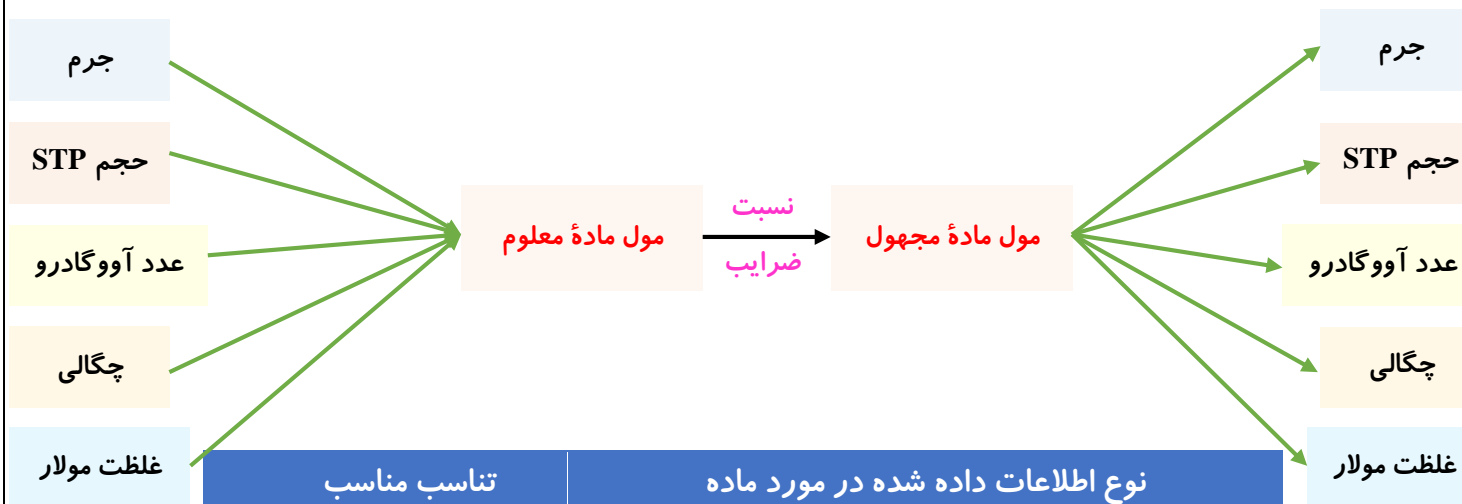 جرم
حجم STP
عدد آووگادرو
چگالی
غلظت مولار
مول مادهٔ معلوم
نسبت
ضرایب
مول مادهٔ مجهول
جرم
حجم STP
عدد آووگادرو
چگالی
غلظت مولار
نوع اطلاعات داده شده در مورد ماده
تناسب مناسب